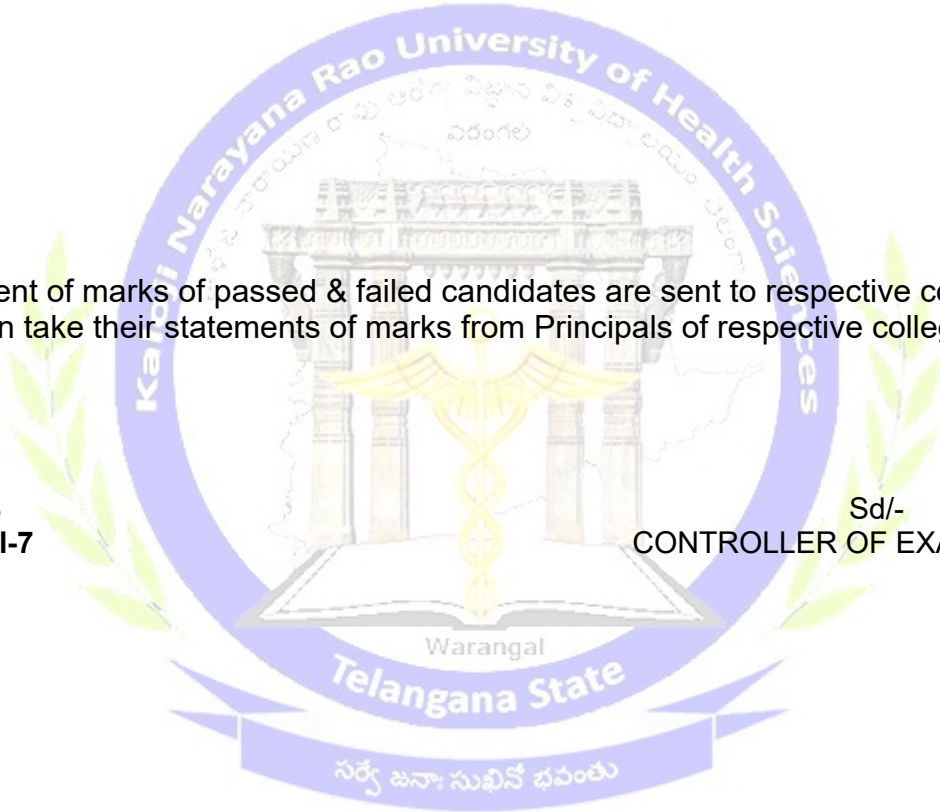 Kaloji Narayana Rao University of Health Sciences
వరంగల్
ent of marks of passed & failed candidates are sent to respective co
n take their statements of marks from Principals of respective colleg
Sd/-
I-7
CONTROLLER OF EXA
Warangal
Telangana State
సర్వే జనాః సుఖినో భవంతు